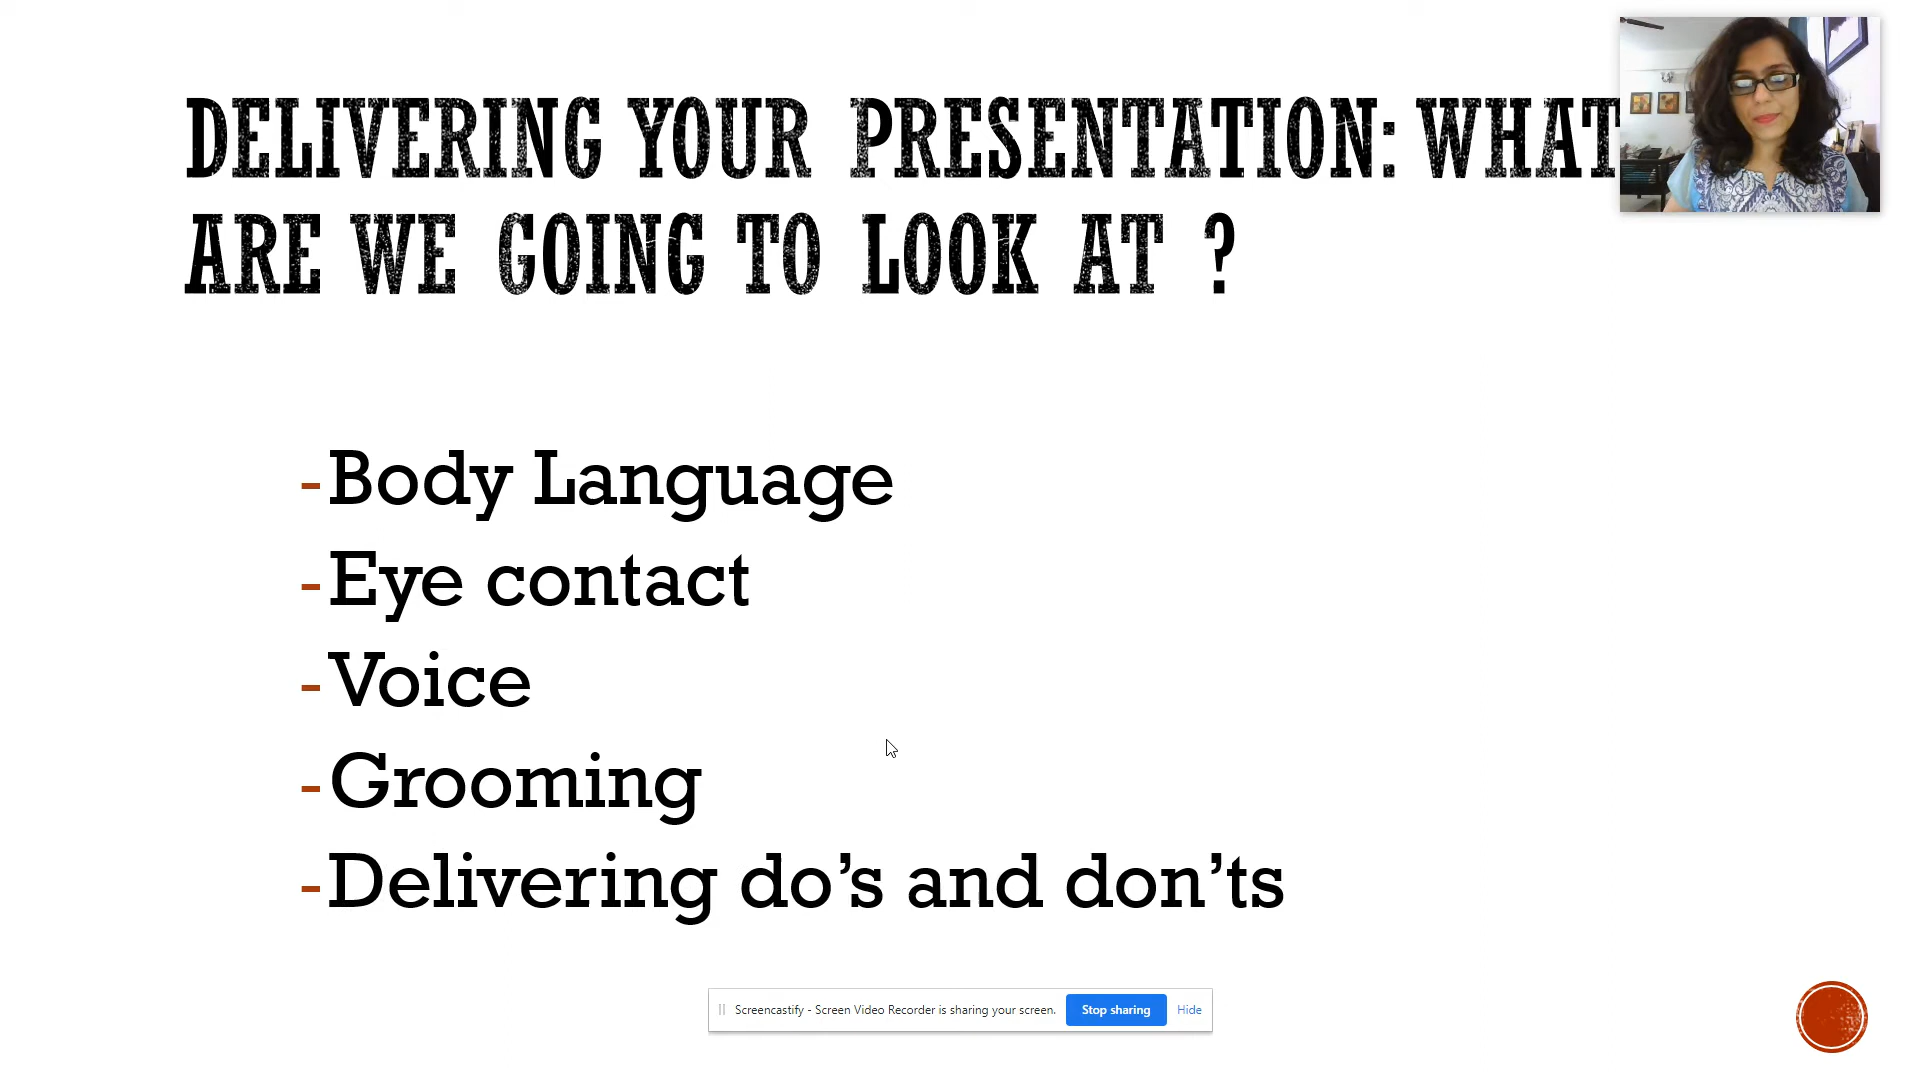 DELIVERING YOUR PRESENTATION: WHAT
ARE WE GOING TO LOOK AT ?
-Body Language
-Eye contact
-Voice
-Grooming
-Delivering do’s and don’ts
Screencastify - Screen Video Recorder is sharing your screen. Stop sharing Hide